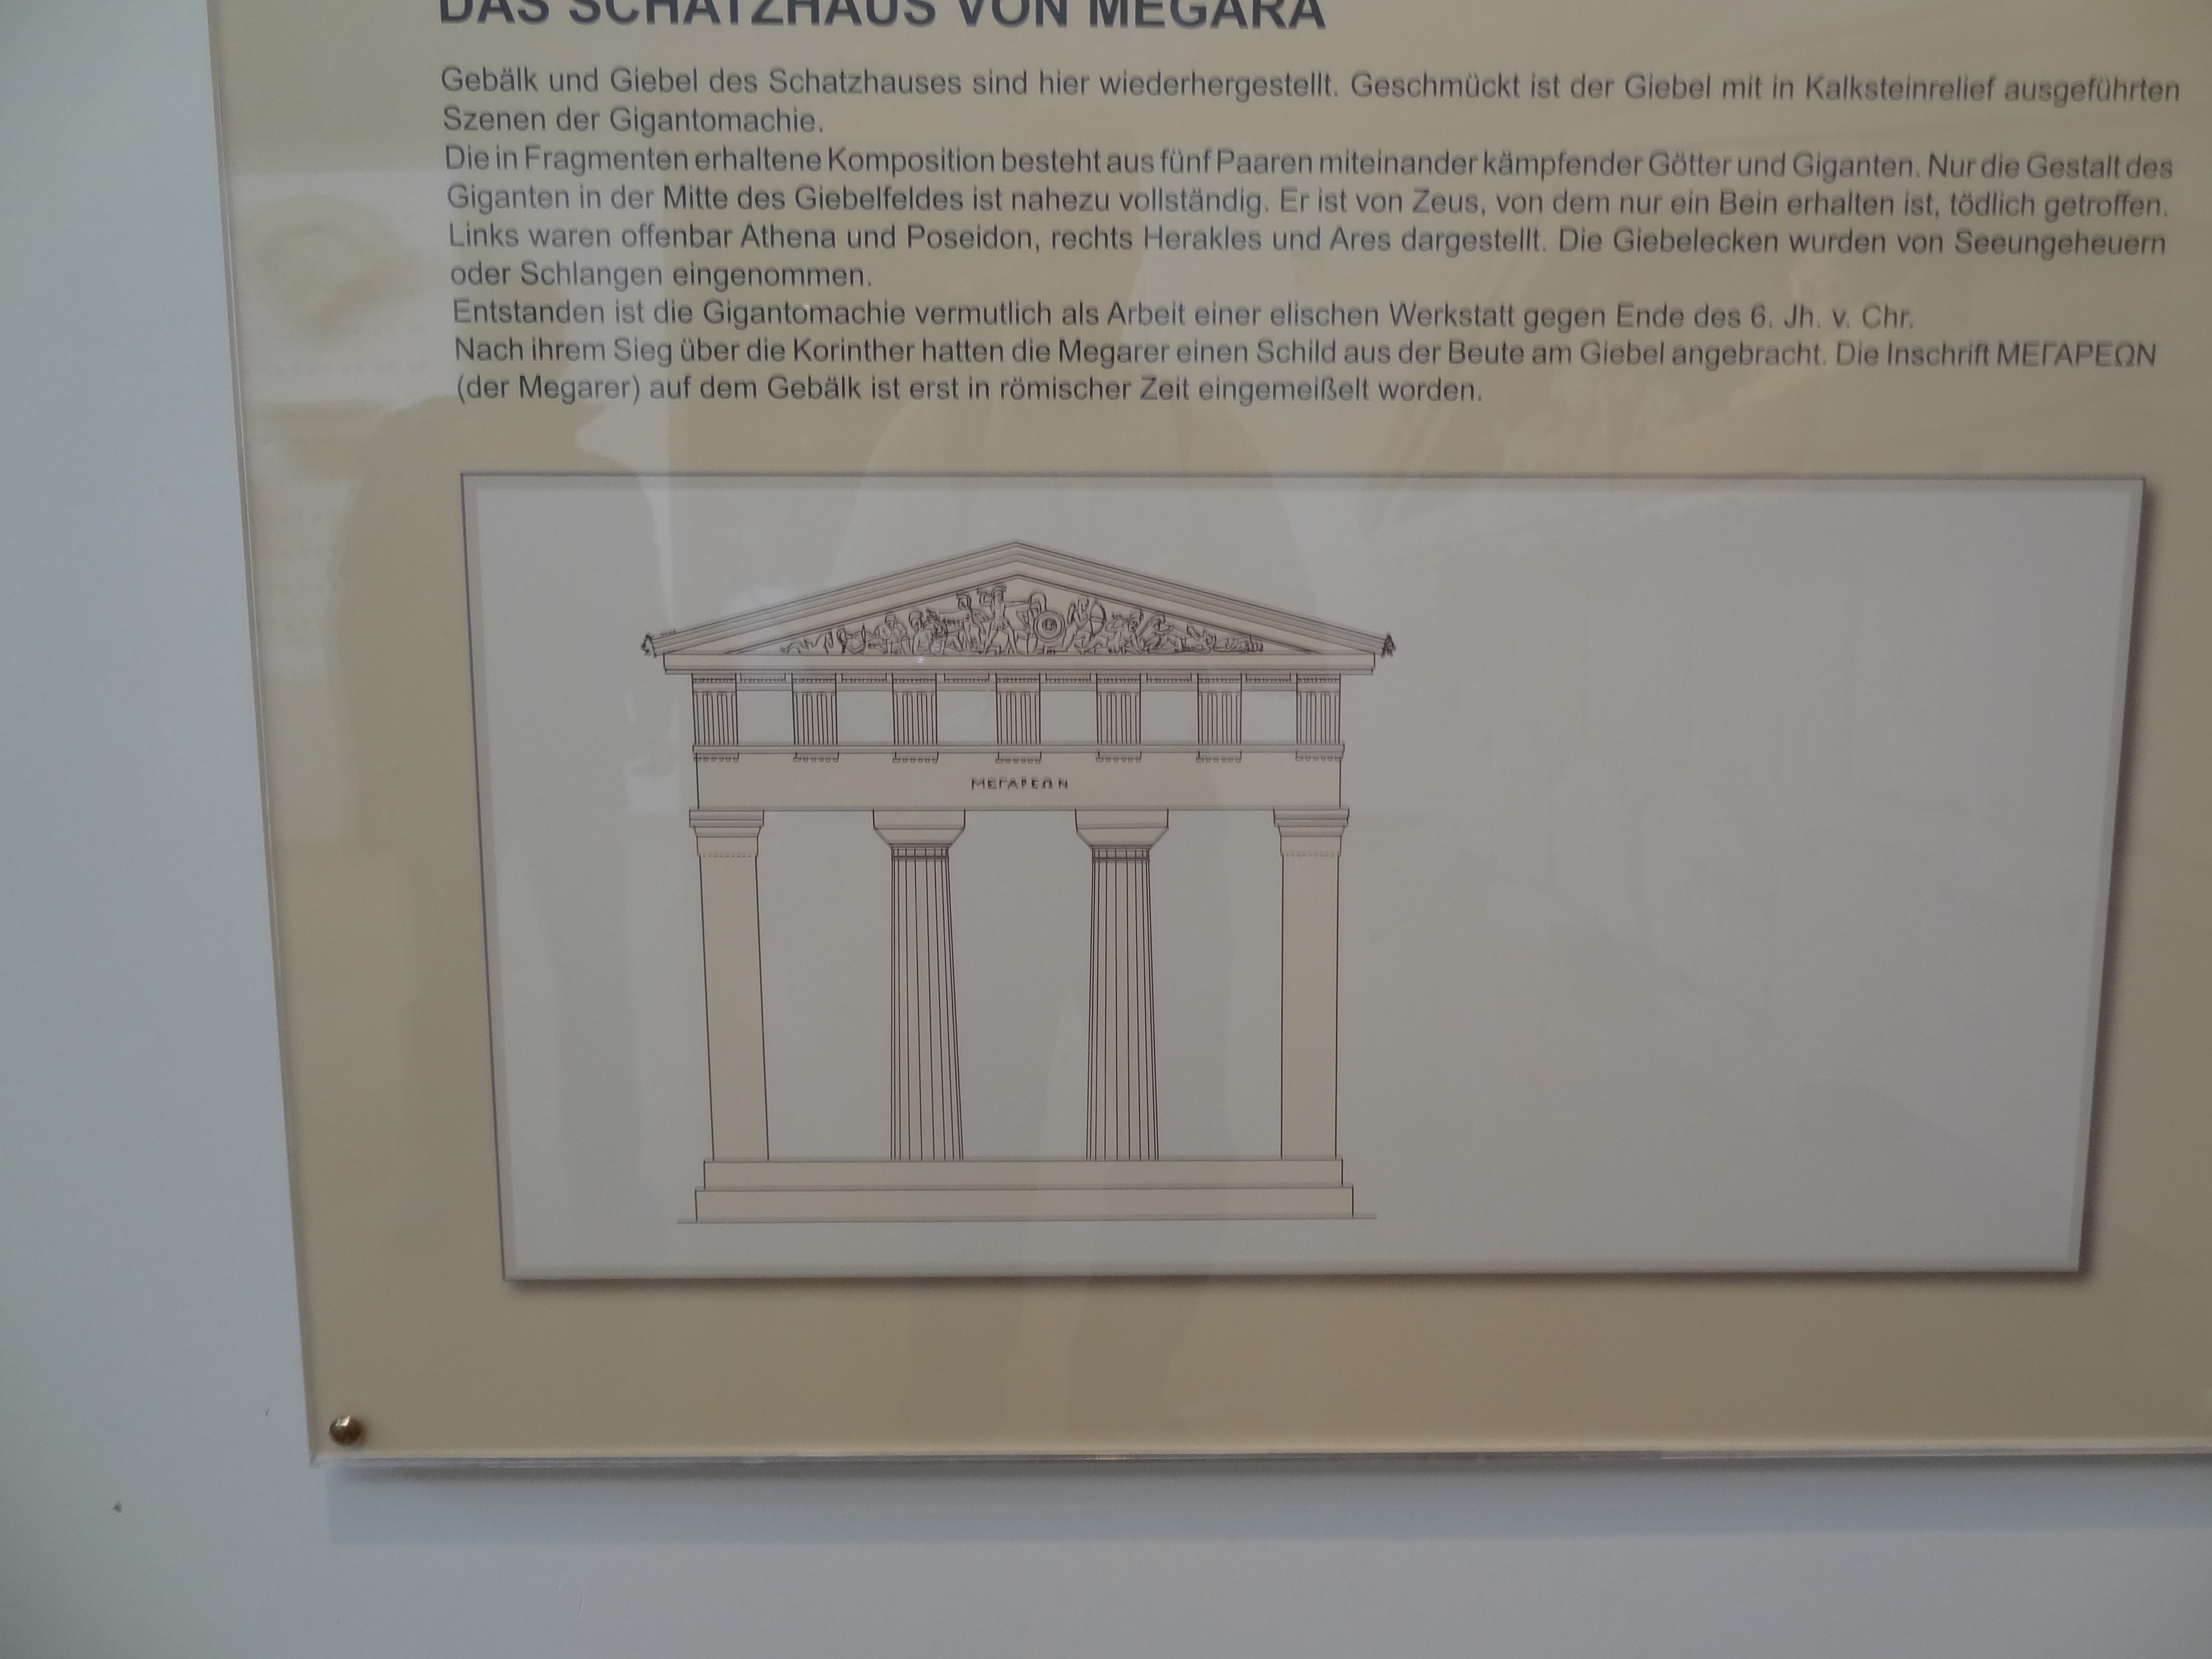 DAS SCHATZHAUS VON MEGARA
Gebälk und Giebel des Schatzhauses sind hier wiederhergestellt. Geschmückt ist der Giebel mit in Kalksteinrelief ausgeführten
Szenen der Gigantomachie.
Die in Fragmenten erhaltene Komposition besteht aus fünf Paaren miteinander kämpfender Götter und Giganten. Nur die Gestalt des
Giganten in der Mitte des Giebelfeldes ist nahezu vollständig. Er ist von Zeus, von dem nur ein Bein erhalten ist, tödlich getroffen.
Links waren offenbar Athena und Poseidon, rechts Herakles und Ares dargestellt. Die Giebelecken wurden von Seeungeheuern
oder Schlangen eingenommen.
Entstanden ist die Gigantomachie vermutlich als Arbeit einer elischen Werkstatt gegen Ende des 6. Jh. v. Chr.
Nach ihrem Sieg über die Korinther hatten die Megarer einen Schild aus der Beute am Giebel angebracht. Die Inschrift ΜΕΓΑΡΕΩΝ
(der Megarer) auf dem Gebälk ist erst in römischer Zeit eingemeißelt worden.
ΜΕΓΑΡΕΩΝ